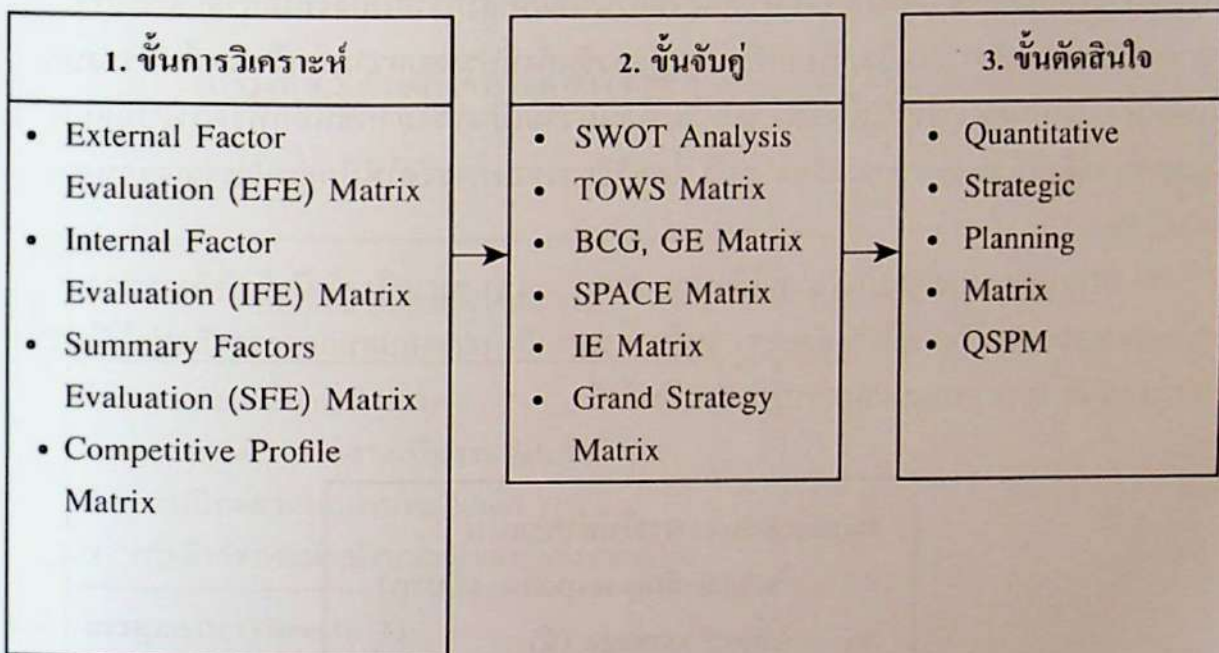 1. ขั้นการวิเคราะห์
• External Factor
Evaluation (EFE) Matrix
• Internal Factor
Evaluation (IFE) Matrix
• Summary Factors
Evaluation (SFE) Matrix
• Competitive Profile
Matrix
2. ขั้นจับคู่
• SWOT Analysis
• TOWS Matrix
• BCG, GE Matrix
• SPACE Matrix
• IE Matrix
• Grand Strategy
Matrix
3. ขั้นตัดสินใจ
• Quantitative
• Strategic
• Planning
• Matrix
• QSPM